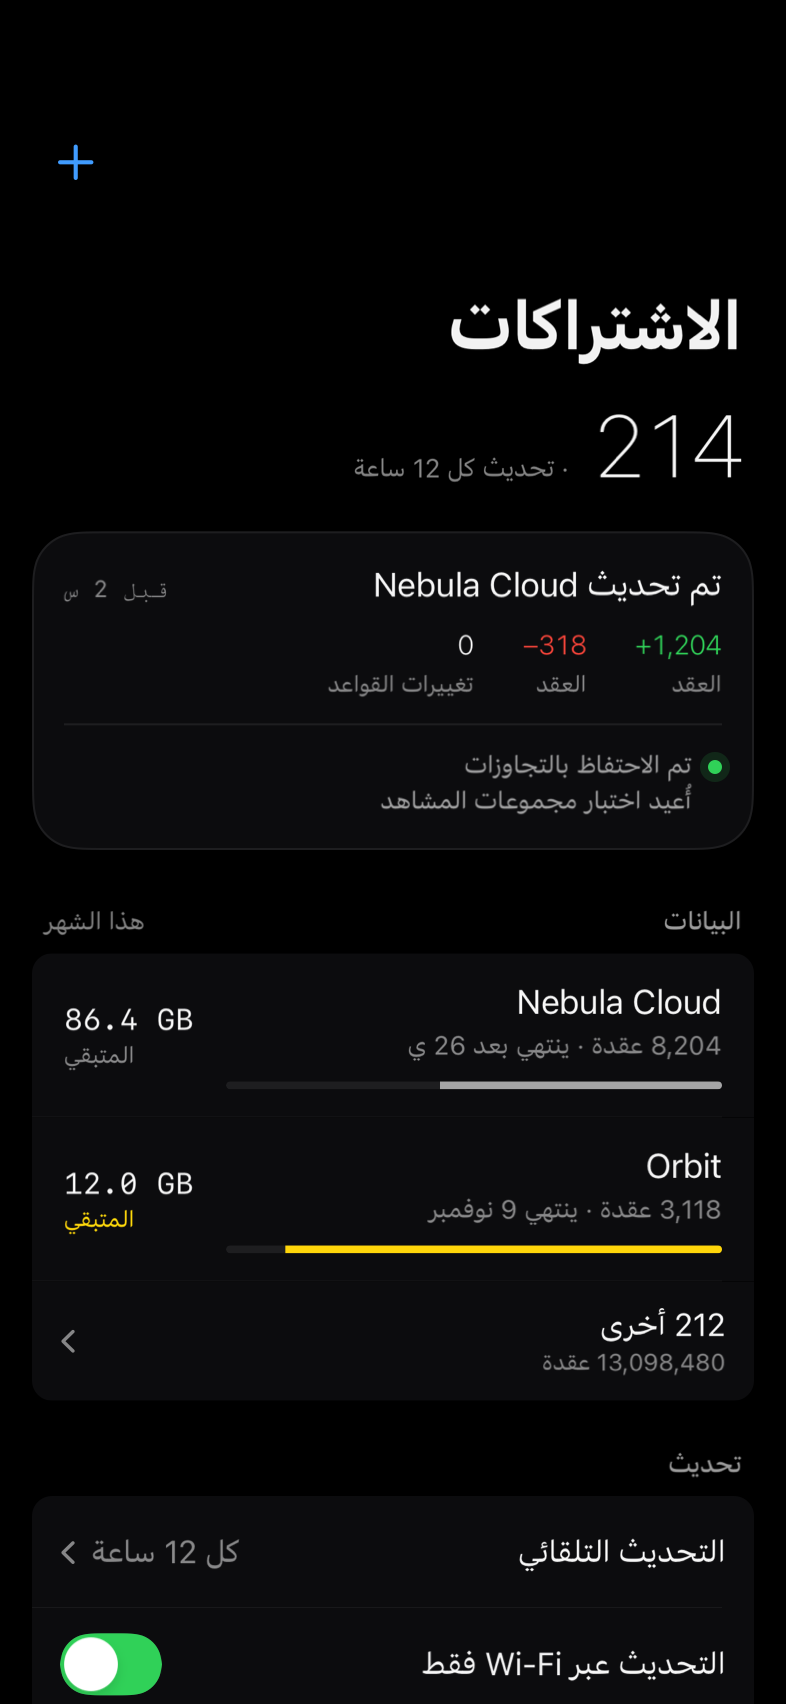 الاشتراكات
214 · تحديث كل 12 ساعة
تم تحديث Nebula Cloud
قبل 2 س
+1,204 −318 0
العقد العقد تغييرات القواعد
تم الاحتفاظ بالتجاوزات
أُعيد اختبار مجموعات المشاهد
البيانات
هذا الشهر
Nebula Cloud
86.4 GB
8,204 عقدة · ينتهي بعد 26 ي
المتبقي
Orbit
12.0 GB
3,118 عقدة · ينتهي 9 نوفمبر
المتبقي
212 أخرى
13,098,480 عقدة
تحديث
التحديث التلقائي
كل 12 ساعة
التحديث عبر Wi-Fi فقط